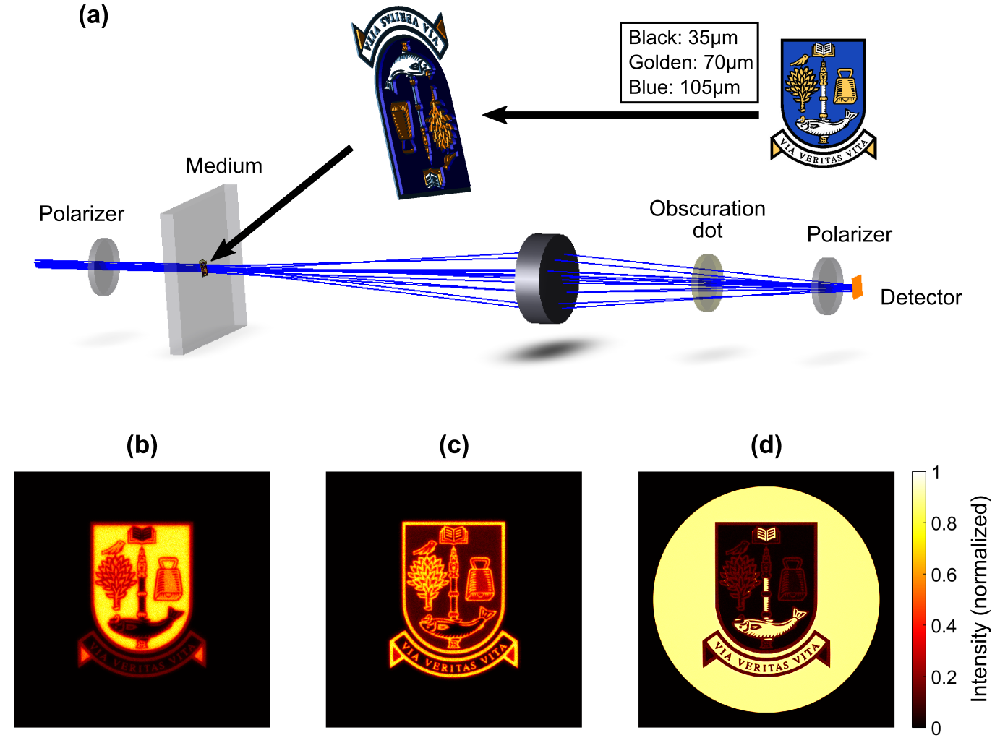 (a)
VIA VERITAS VITA
Black: 35µm
Golden: 70µm
Blue: 105µm
VIA VERITAS VITA
Medium
Polarizer
Obscuration
dot
Polarizer
Detector
(b)
(c)
(d)
VIA VERITAS VITA
VIA VERITAS VITA
VIA VERITAS VITA
1
0.8
0.6
0.4
0.2
0
Intensity (normalized)